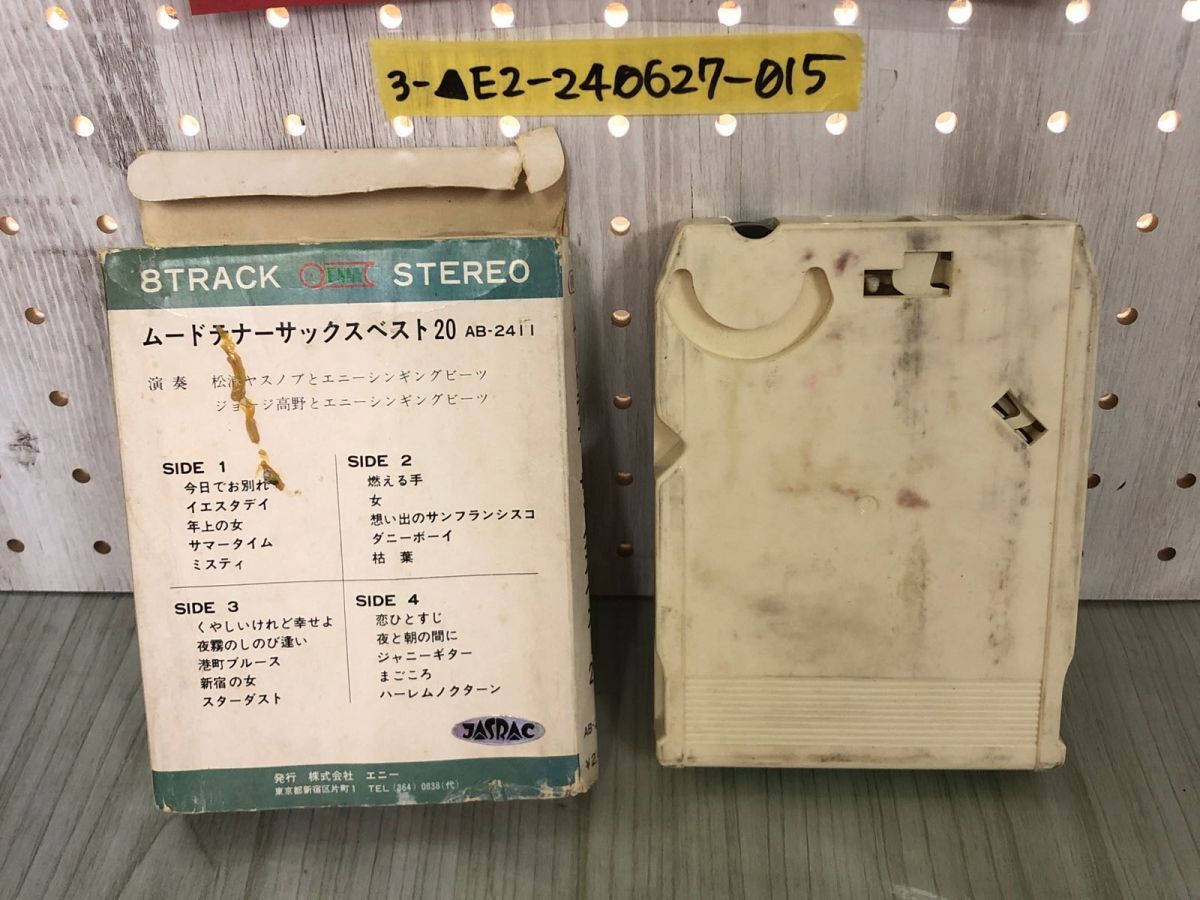 3-▲E2-240627-015
8TRACK ENNY STEREO
ムードテナーサックスベスト20 AB-2411
演奏 松浦ヤスノブとエニーシンギングビーツ
ジョージ高野とエニーシンギングビーツ
SIDE 1
今日でお別れ
イエスタデイ
年上の女
サマータイム
ミスティ
SIDE 2
燃える手
女
想い出のサンフランシスコ
ダニーボーイ
枯葉
SIDE 3
くやしいけれど幸せよ
夜霧のしのび逢い
港町ブルース
新宿の女
スターダスト
SIDE 4
恋ひとすじ
夜と朝の間に
ジャニーギター
まごころ
ハーレムノクターン
JASRAC
発行 株式会社 エニー
東京都新宿区片町1 TEL (364) 0838(代)